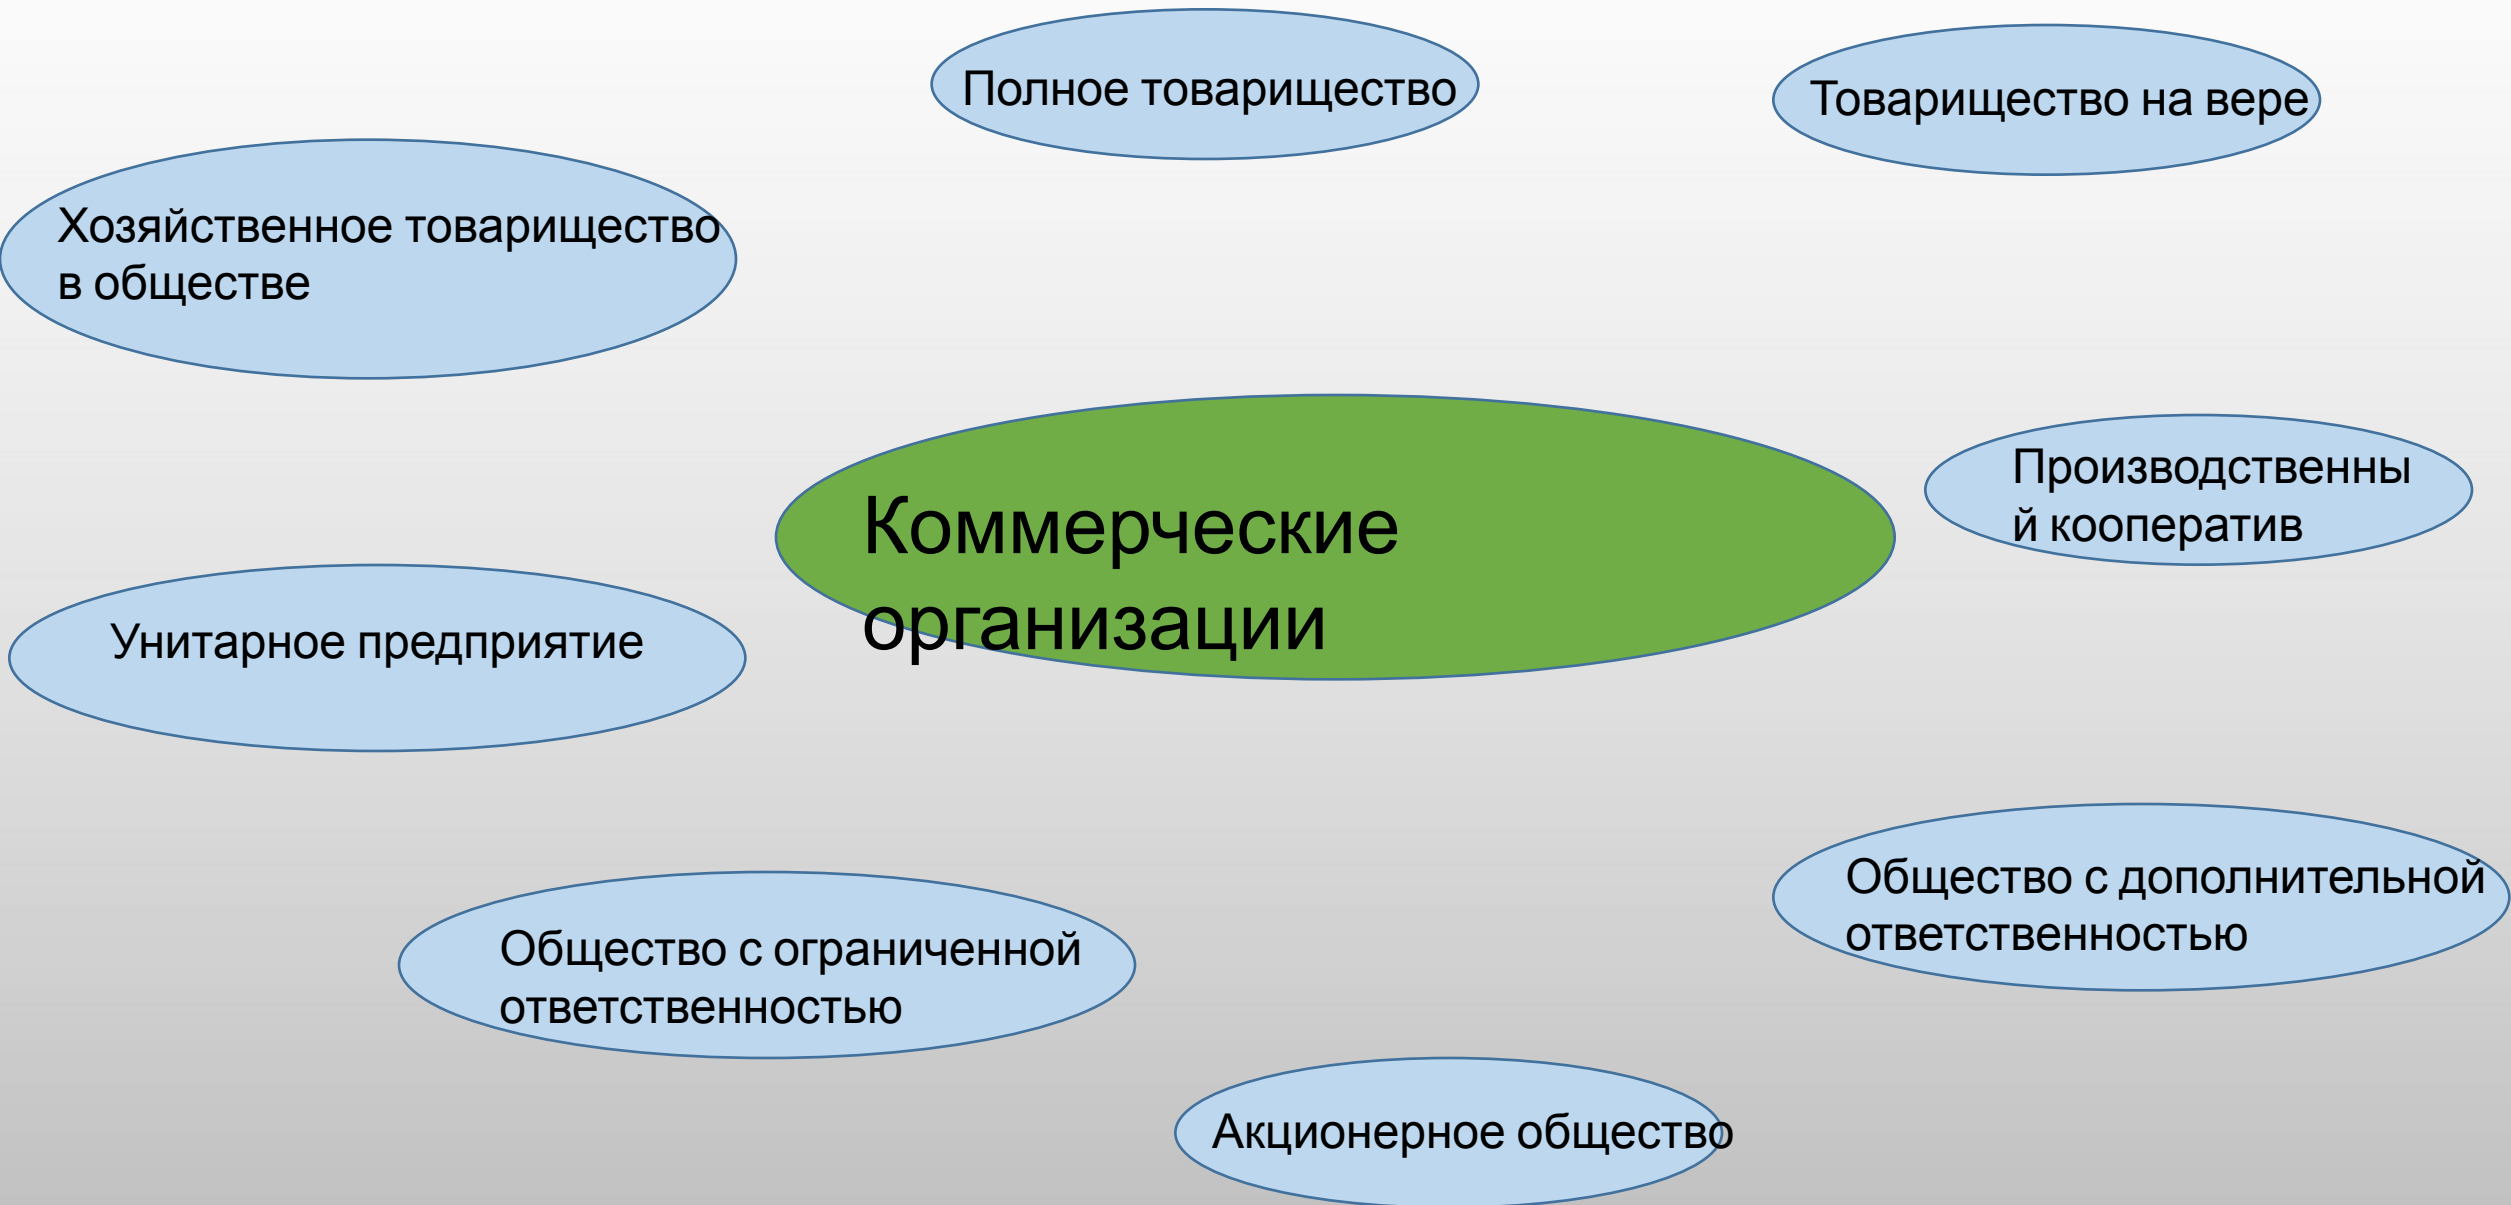 Полное товарищество
Товарищество на вере
Хозяйственное товарищество
в обществе
Производственны
й кооператив
Коммерческие
организации
Унитарное предприятие
Общество с дополнительной
ответственностью
Общество с ограниченной
ответственностью
Акционерное общество